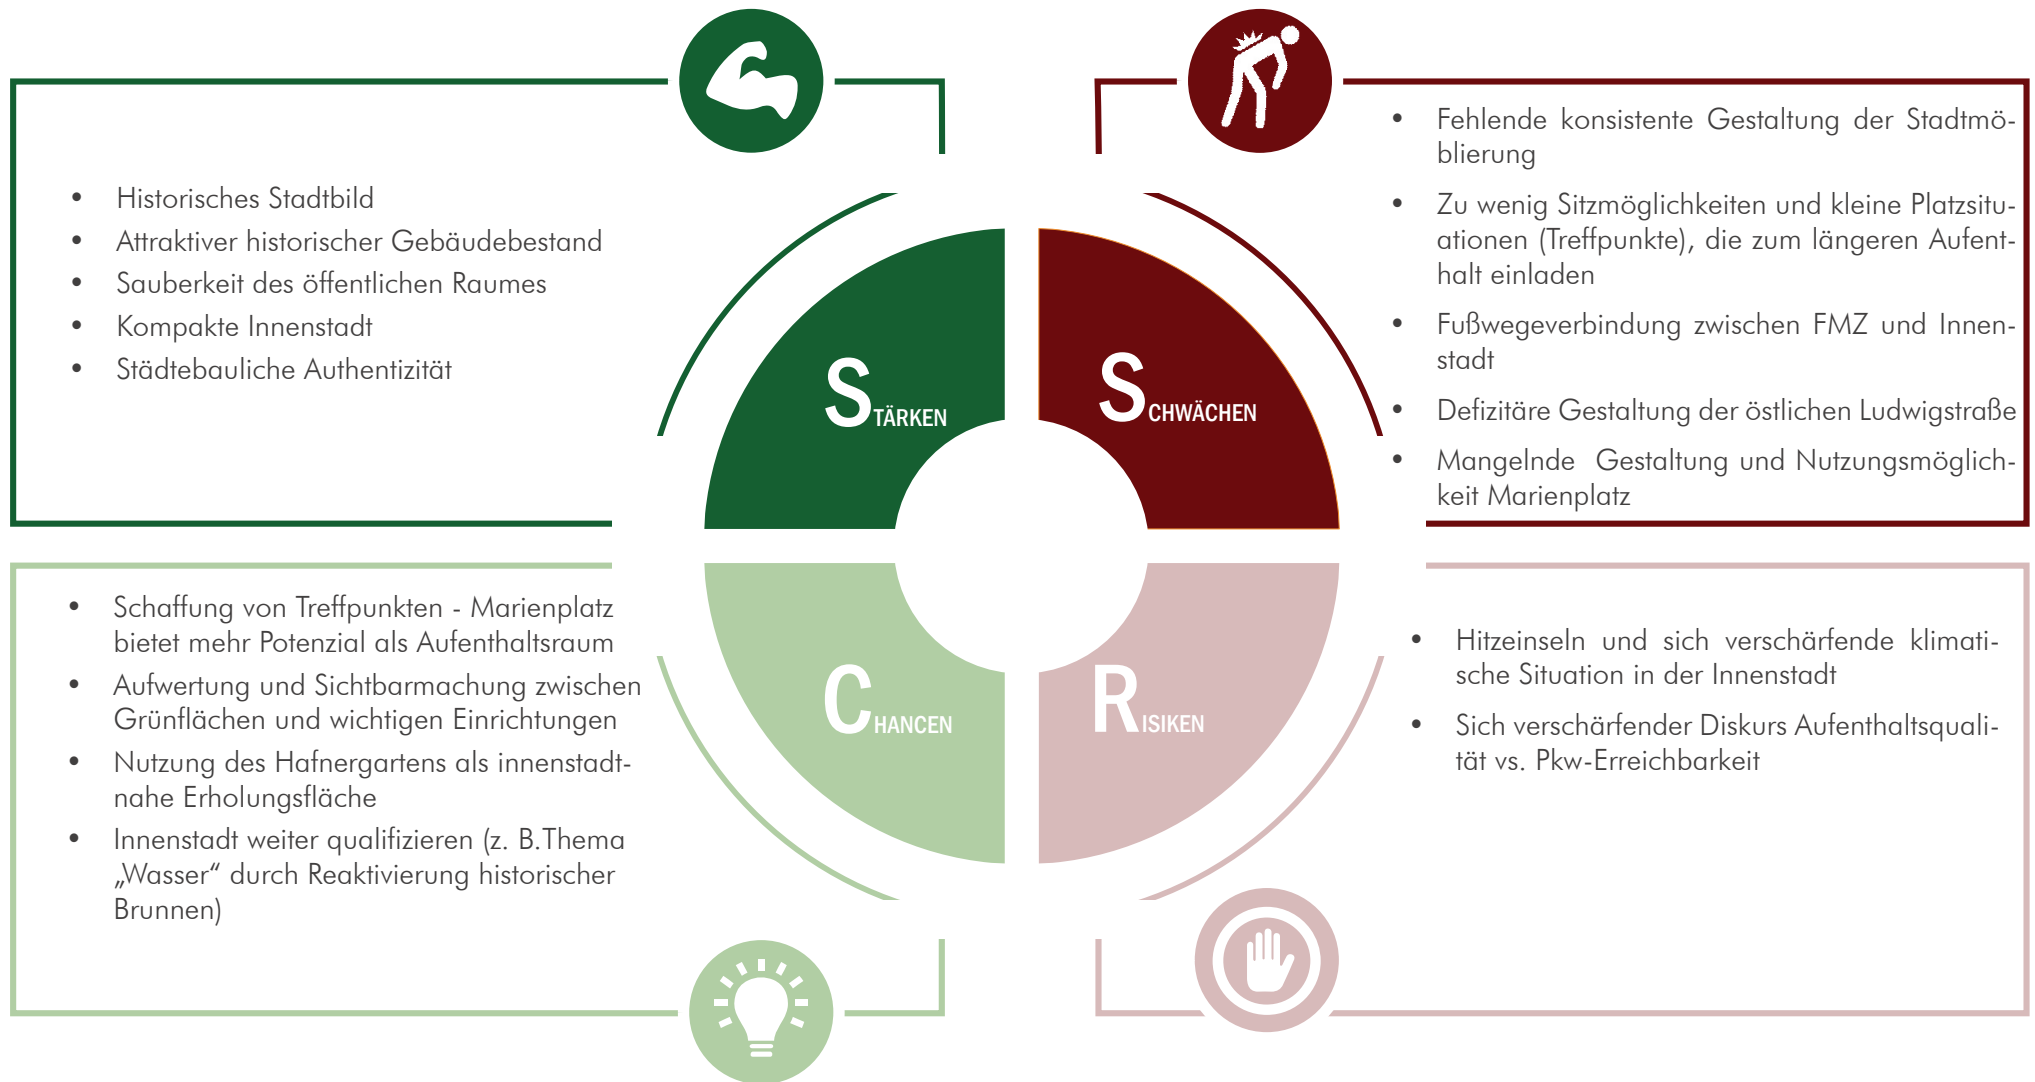 • Historisches Stadtbild
• Attraktiver historischer Gebäudebestand
• Sauberkeit des öffentlichen Raumes
• Kompakte Innenstadt
• Städtebauliche Authentizität
STÄRKEN
• Fehlende konsistente Gestaltung der Stadtmö-
blierung
• Zu wenig Sitzmöglichkeiten und kleine Platzsitu-
ationen (Treffpunkte), die zum längeren Aufent-
halt einladen
• Fußwegeverbindung zwischen FMZ und Innen-
stadt
• Defizitäre Gestaltung der östlichen Ludwigstraße
• Mangelnde Gestaltung und Nutzungsmöglich-
keit Marienplatz
SCHWÄCHEN
• Schaffung von Treffpunkten - Marienplatz
bietet mehr Potenzial als Aufenthaltsraum
• Aufwertung und Sichtbarmachung zwischen
Grünflächen und wichtigen Einrichtungen
• Nutzung des Hafnergartens als innenstadt-
nahe Erholungsfläche
• Innenstadt weiter qualifizieren (z. B.Thema
„Wasser“ durch Reaktivierung historischer
Brunnen)
CHANCEN
• Hitzeinseln und sich verschärfende klimati-
sche Situation in der Innenstadt
• Sich verschärfender Diskurs Aufenthaltsquali-
tät vs. Pkw-Erreichbarkeit
RISIKEN